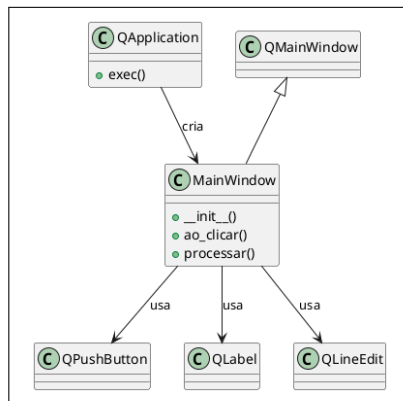 C QApplication
exec()
C QMainWindow
cria
C MainWindow
__init__()
ao_clicar()
processar()
usa
usa
usa
C QPushButton
C QLabel
C QLineEdit